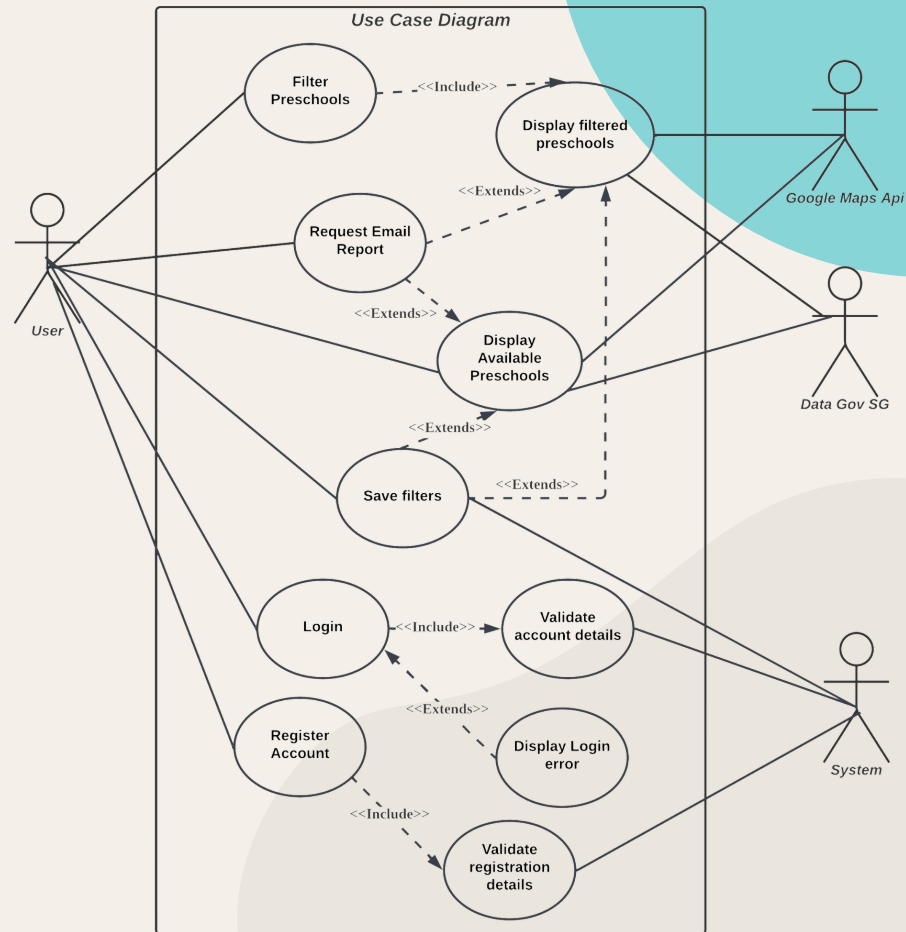 Use Case Diagram
Filter
Preschools
<<Include>>
Display filtered
preschools
Google Maps Api
<<Extends>>
Request Email
Report
<<Extends>>
User
Display
Available
Preschools
Data Gov SG
<<Extends>>
Save filters
<<Extends>>
Login
<<Include>>
Validate
account details
<<Extends>>
Register
Account
Display Login
error
System
<<Include>>
Validate
registration
details